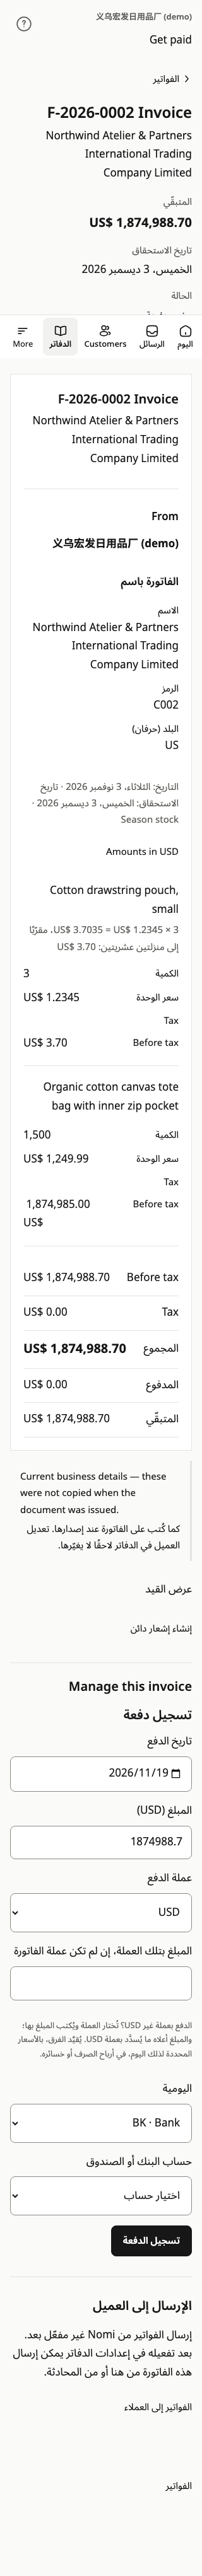 义乌宏发日用品厂 (demo)
Get paid
الفواتير
F-2026-0002 Invoice
Northwind Atelier & Partners
International Trading
Company Limited
المتبقّي
US$ 1,874,988.70
تاريخ الاستحقاق
الخميس، 3 ديسمبر 2026
الحالة
اليوم
الرسائل
Customers
الدفاتر
More
F-2026-0002 Invoice
Northwind Atelier & Partners
International Trading
Company Limited
From
义乌宏发日用品厂 (demo)
الفاتورة باسم
الاسم
Northwind Atelier & Partners
International Trading
Company Limited
الرمز
C002
البلد (حرفان)
US
التاريخ: الثلاثاء، 3 نوفمبر 2026 · تاريخ
الاستحقاق: الخميس، 3 ديسمبر 2026 ·
Season stock
Amounts in USD
Cotton drawstring pouch,
small
3 × US$ 1.2345 = US$ 3.7035، مقرّبًا
إلى منزلتين عشريتين: US$ 3.70
الكمية 3
سعر الوحدة US$ 1.2345
Tax
Before tax US$ 3.70
Organic cotton canvas tote
bag with inner zip pocket
الكمية 1,500
سعر الوحدة US$ 1,249.99
Tax
Before tax 1,874,985.00
US$
Before tax US$ 1,874,988.70
Tax US$ 0.00
المجموع US$ 1,874,988.70
المدفوع US$ 0.00
المتبقّي US$ 1,874,988.70
Current business details — these
were not copied when the
document was issued.
كما كُتب على الفاتورة عند إصدارها. تعديل
العميل في الدفاتر لاحقًا لا يغيّرها.
عرض القيد
إنشاء إشعار دائن
Manage this invoice
تسجيل دفعة
تاريخ الدفع
2026/11/19
المبلغ (USD)
1874988.7
عملة الدفع
USD
المبلغ بتلك العملة، إن لم تكن عملة الفاتورة
الدفع بعملة غير USD؟ تُختار العملة ويُكتب المبلغ بها؛
والمبلغ أعلاه ما يُسدَّد بعملة USD. يُقيَّد الفرق، بالأسعار
المحددة لذلك اليوم، في أرباح الصرف أو خسائره.
اليومية
BK · Bank
حساب البنك أو الصندوق
اختيار حساب
تسجيل الدفعة
الإرسال إلى العميل
إرسال الفواتير من Nomi غير مفعّل بعد.
بعد تفعيله في إعدادات الدفاتر يمكن إرسال
هذه الفاتورة من هنا أو من المحادثة.
الفواتير إلى العملاء
الفواتير